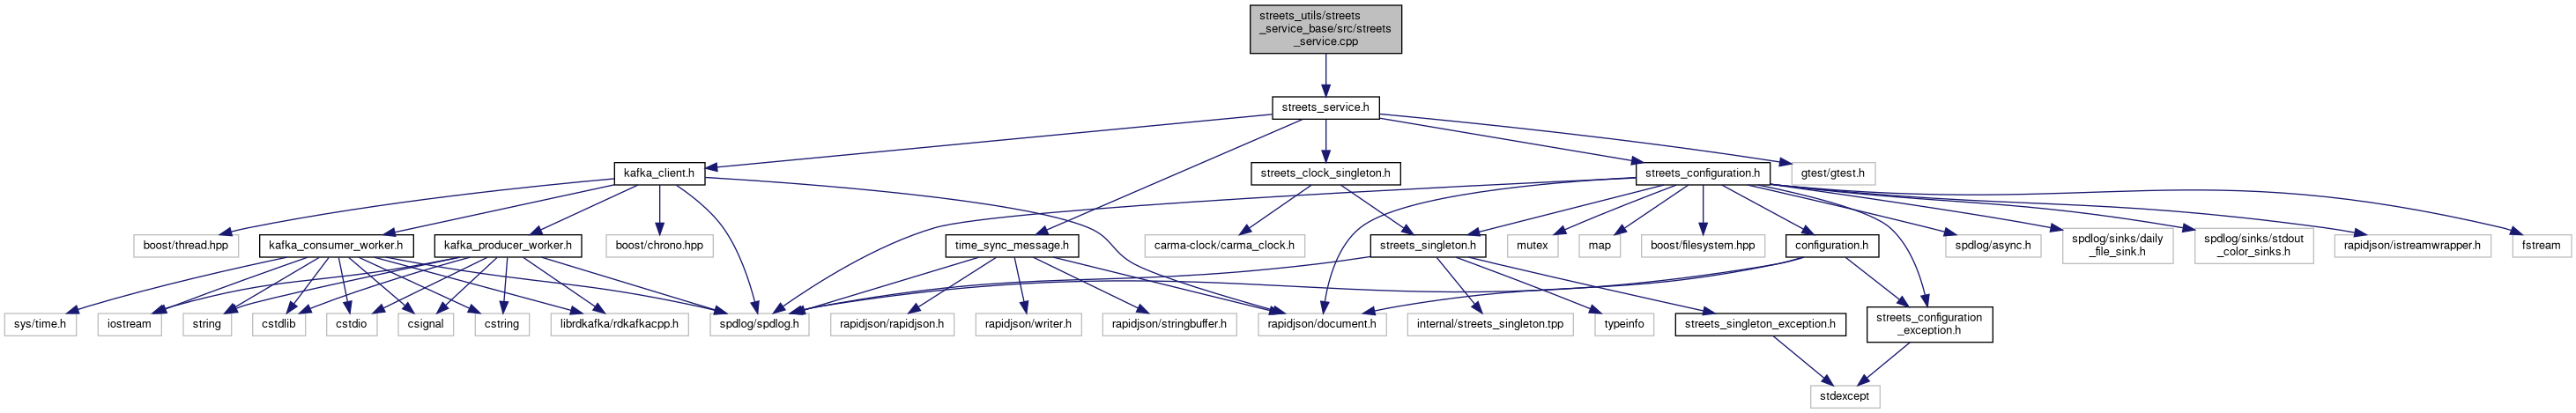 streets_utils/streets
_service_base/src/streets
_service.cpp
streets_service.h
kafka_client.h
streets_clock_singleton.h
streets_configuration.h
gtest/gtest.h
boost/thread.hpp
kafka_consumer_worker.h
kafka_producer_worker.h
boost/chrono.hpp
time_sync_message.h
carma-clock/carma_clock.h
streets_singleton.h
mutex
map
boost/filesystem.hpp
configuration.h
spdlog/async.h
spdlog/sinks/daily
_file_sink.h
spdlog/sinks/stdout
_color_sinks.h
rapidjson/istreamwrapper.h
fstream
sys/time.h
iostream
string
cstdlib
cstdio
csignal
cstring
librdkafka/rdkafkacpp.h
spdlog/spdlog.h
rapidjson/rapidjson.h
rapidjson/writer.h
rapidjson/stringbuffer.h
rapidjson/document.h
internal/streets_singleton.tpp
typeinfo
streets_singleton_exception.h
streets_configuration
_exception.h
stdexcept